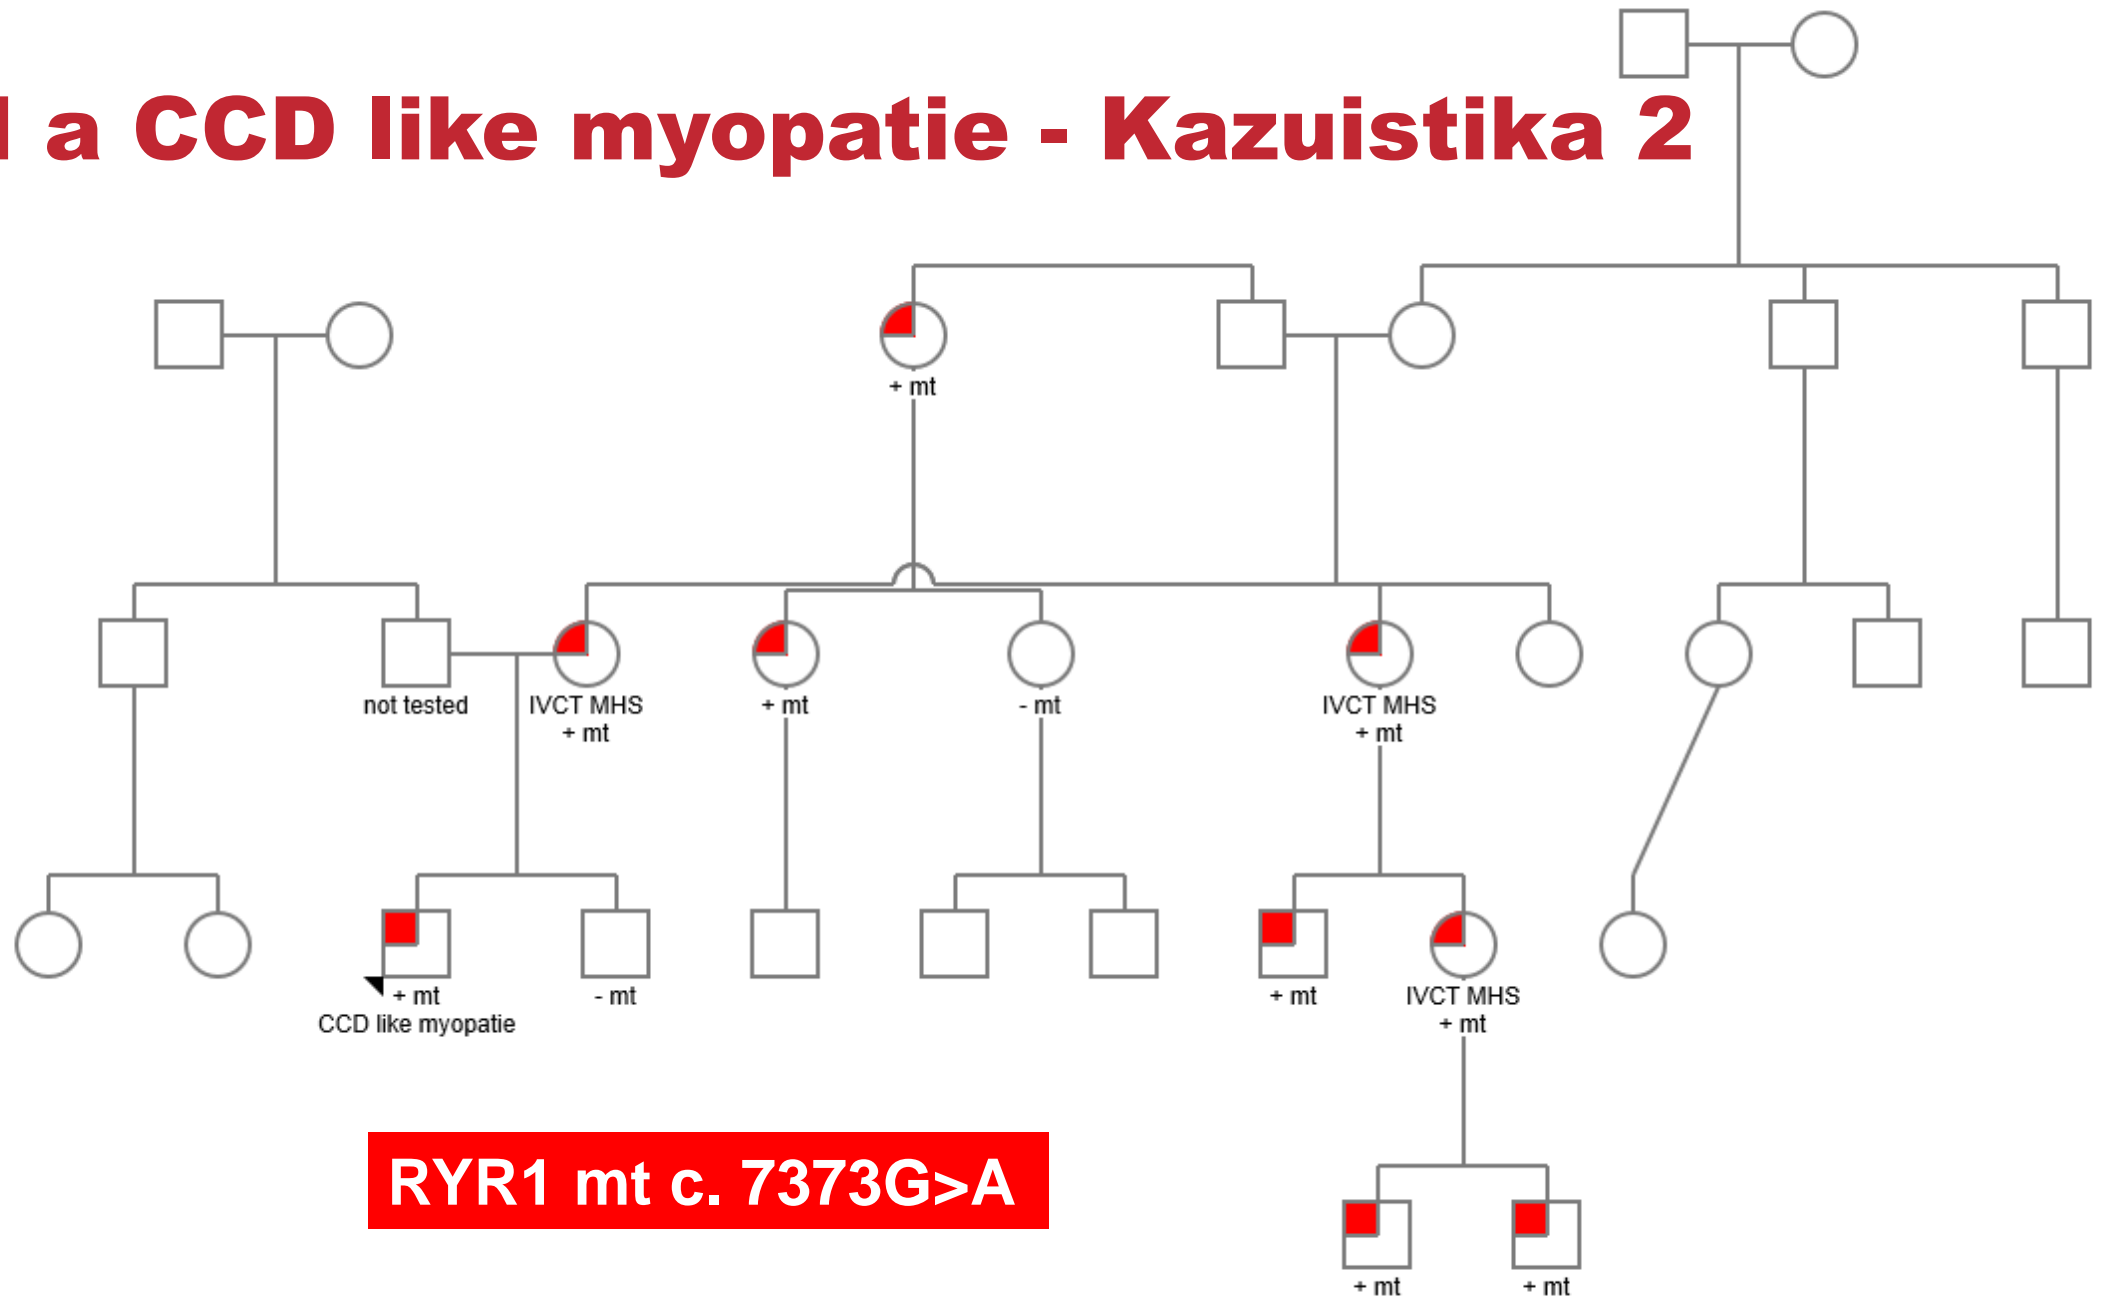 a CCD like myopatie - Kazuistika 2
+ mt
not tested
IVCT MHS
+ mt
+ mt
- mt
IVCT MHS
+ mt
+ mt
CCD like myopatie
- mt
+ mt
IVCT MHS
+ mt
RYR1 mt c. 7373G>A
+ mt
+ mt